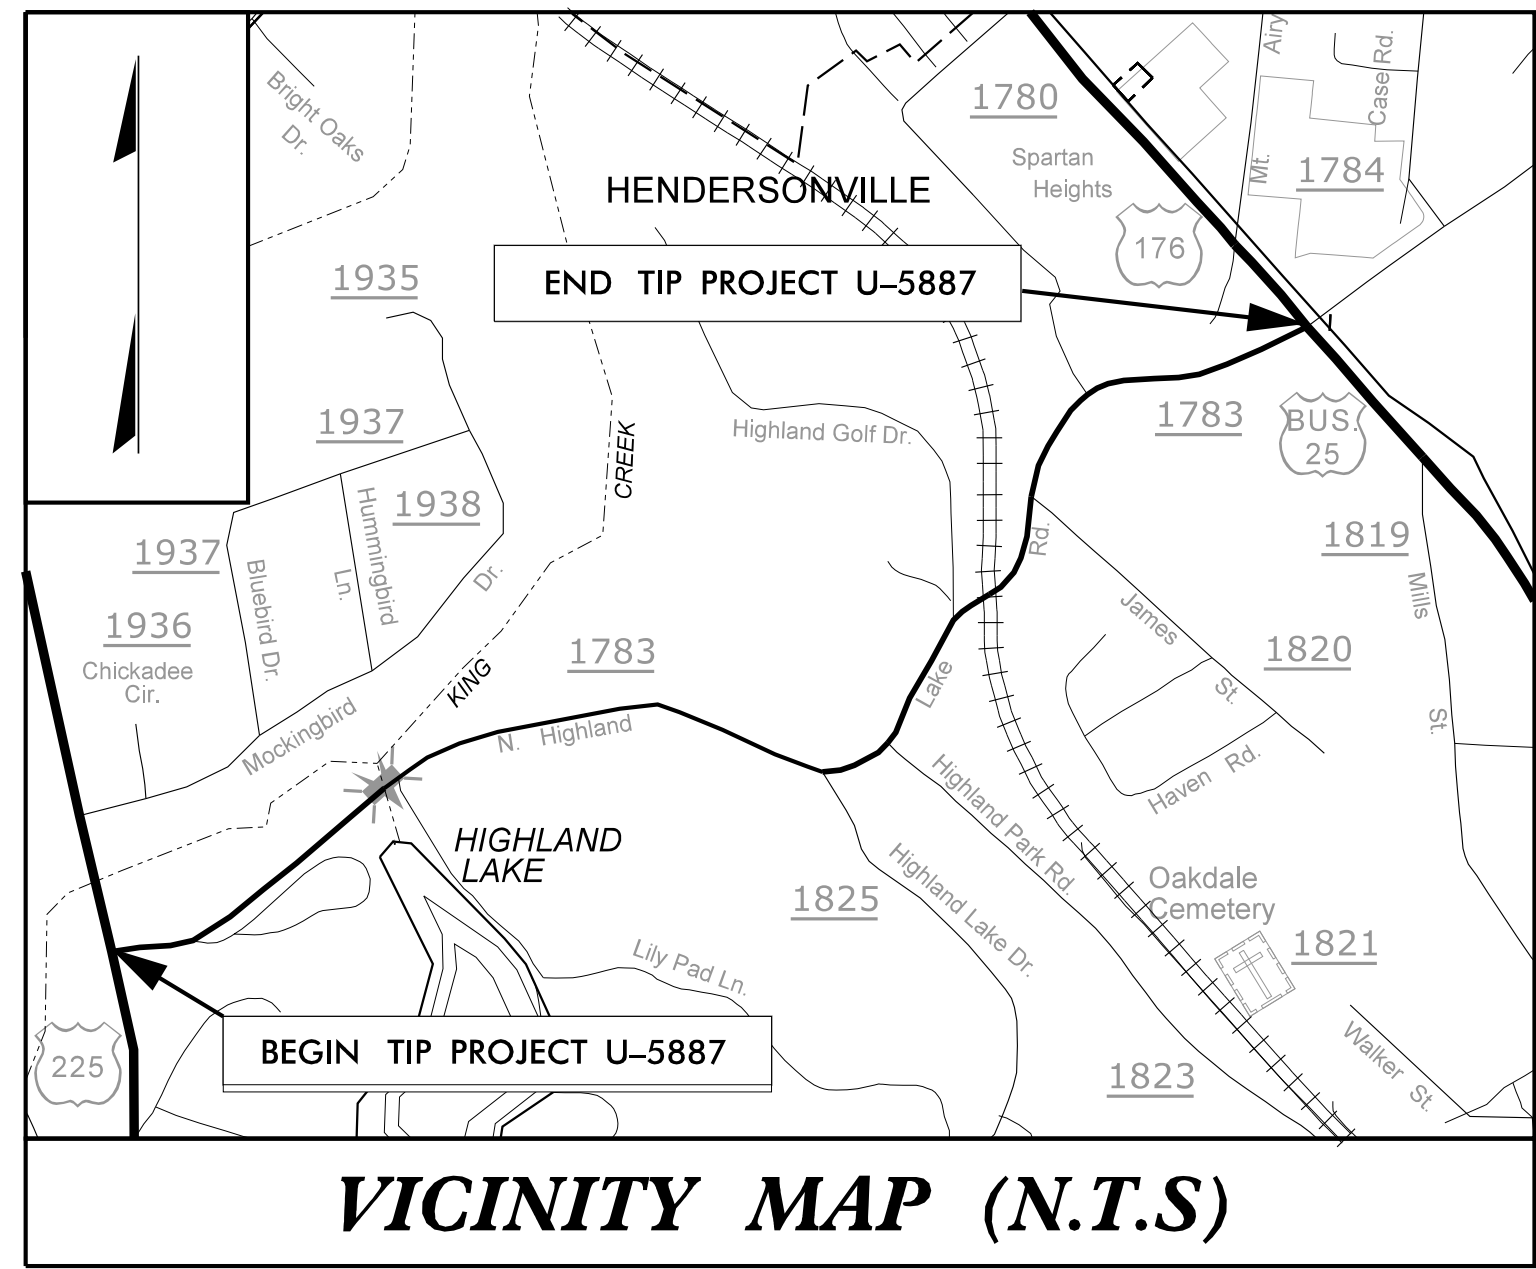 Bright Oaks
Dr.
1780
Airy
Case Rd.
Spartan
Heights
Mt.
1784
HENDERSONVILLE
176
1935
END TIP PROJECT U–5887
1937
Highland Golf Dr.
1783
BUS.
25
CREEK
1938
Hummingbird
Ln.
1937
Bluebird Dr.
Dr.
Rd.
1819
Mills
1936
Chickadee
Cir.
1783
KING
James
St.
1820
Lake
Mockingbird
N. Highland
St.
Haven Rd.
HIGHLAND
LAKE
Highland Park Rd.
1825
Highland Lake Dr.
Oakdale
Cemetery
1821
Lily Pad Ln.
225
BEGIN TIP PROJECT U–5887
1823
Walker St.
VICINITY MAP (N.T.S)